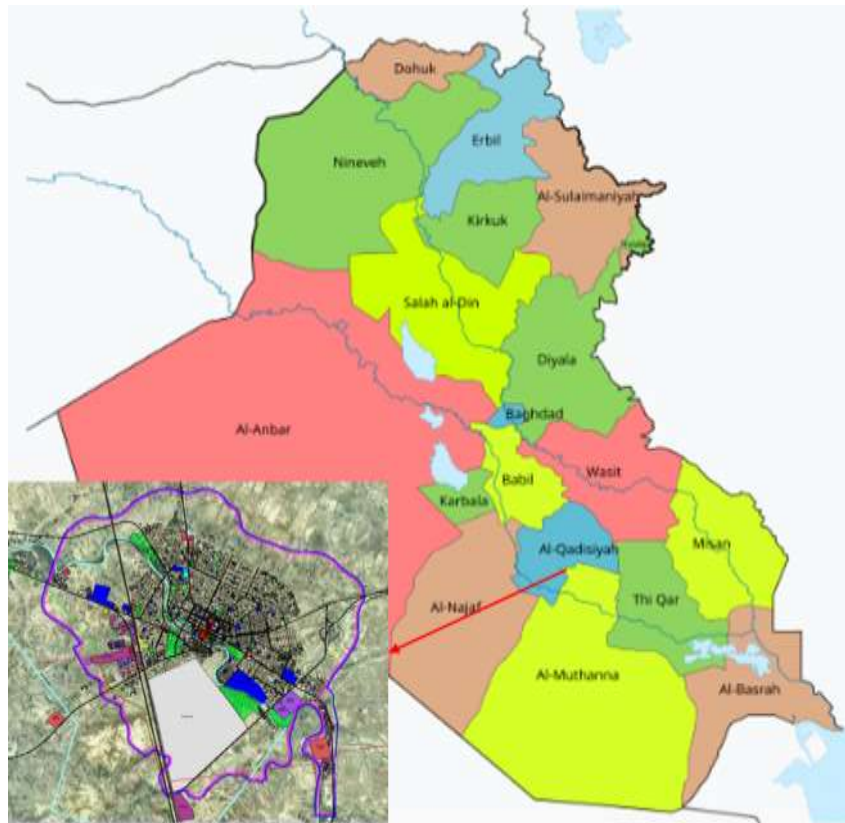 Dohuk
Erbil
Nineveh
Al-Sulaimaniyah
Kirkuk
Salah al-Din
Diyala
Baghdad
Al-Anbar
Wasit
Babil
Karbala
Al-Qadisiyah
Misan
Al-Najaf
Thi Qar
Al-Muthanna
Al-Basrah